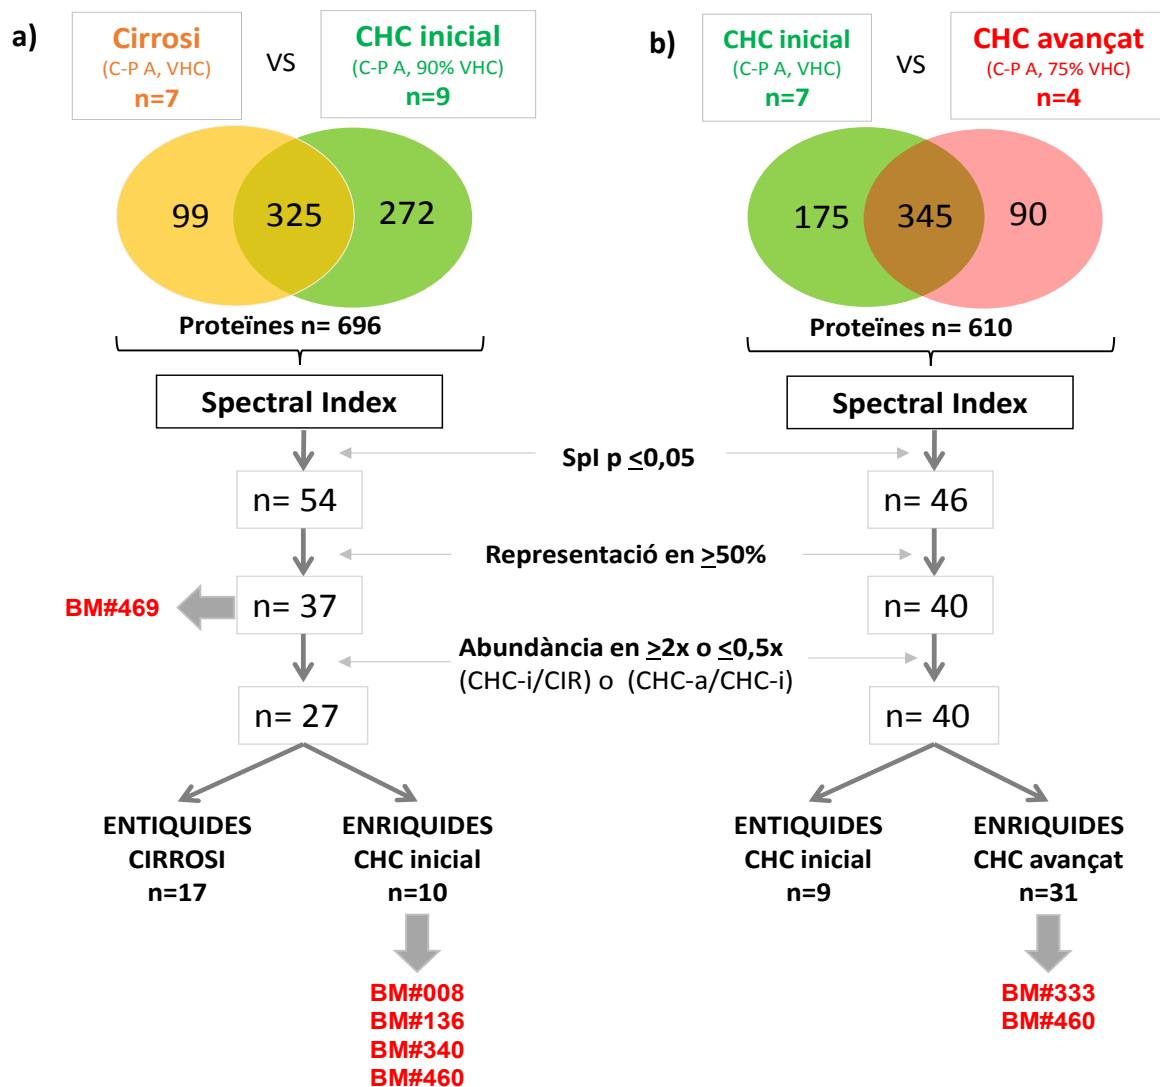 a)
Cirrosi
(C-P A, VHC)
n=7
VS
CHC inicial
(C-P A, 90% VHC)
n=9
99
325
272
Proteïnes n= 696
Spectral Index
n= 54
n= 37
BM#469
n= 27
ENTIQUIDES
CIRROSI
n=17
ENRIQUIDES
CHC inicial
n=10
BM#008
BM#136
BM#340
BM#460
SpI p ≤0,05
Representació en ≥50%
Abundància en ≥2x o ≤0,5x
(CHC-i/CIR) o (CHC-a/CHC-i)
b)
CHC inicial
(C-P A, VHC)
n=7
VS
CHC avançat
(C-P A, 75% VHC)
n=4
175
345
90
Proteïnes n= 610
Spectral Index
n= 46
n= 40
n= 40
ENTIQUIDES
CHC inicial
n=9
ENRIQUIDES
CHC avançat
n=31
BM#333
BM#460